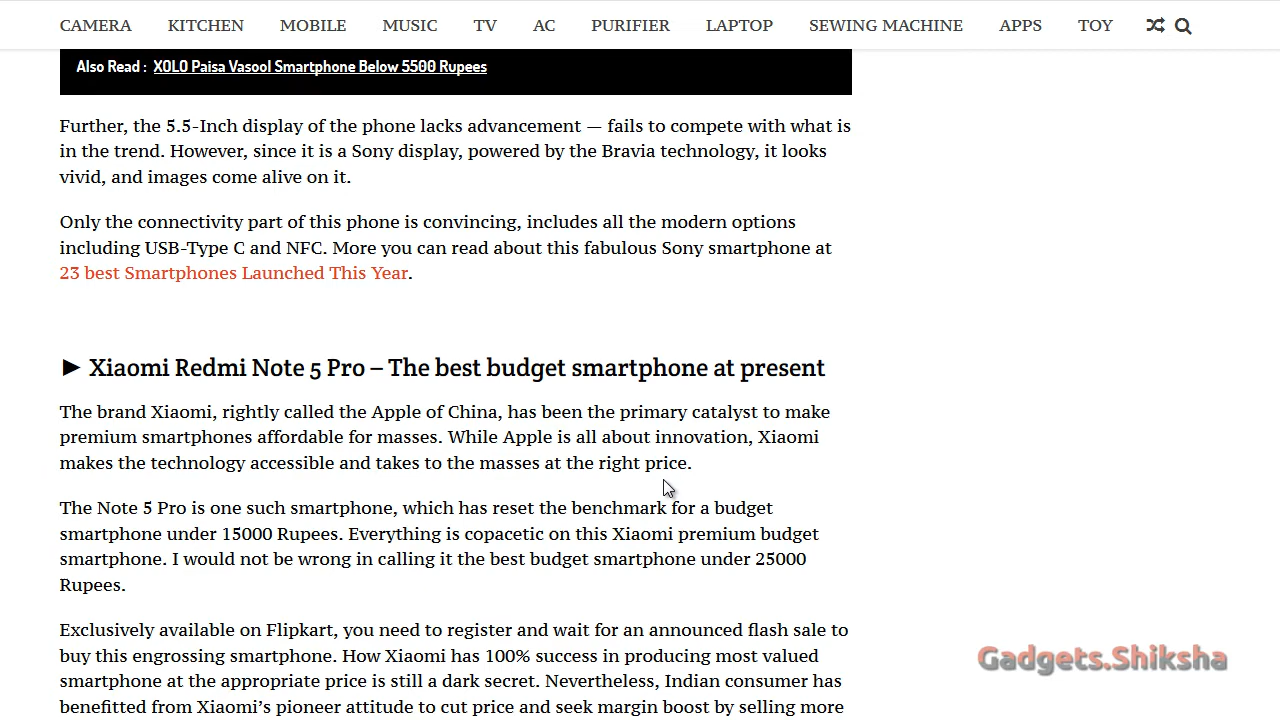 CAMERA KITCHEN MOBILE MUSIC TV AC PURIFIER LAPTOP SEWING MACHINE APPS TOY
Also Read : XOLO Paisa Vasool Smartphone Below 5500 Rupees
Further, the 5.5-Inch display of the phone lacks advancement — fails to compete with what is
in the trend. However, since it is a Sony display, powered by the Bravia technology, it looks
vivid, and images come alive on it.
Only the connectivity part of this phone is convincing, includes all the modern options
including USB-Type C and NFC. More you can read about this fabulous Sony smartphone at
23 best Smartphones Launched This Year.
► Xiaomi Redmi Note 5 Pro – The best budget smartphone at present
The brand Xiaomi, rightly called the Apple of China, has been the primary catalyst to make
premium smartphones affordable for masses. While Apple is all about innovation, Xiaomi
makes the technology accessible and takes to the masses at the right price.
The Note 5 Pro is one such smartphone, which has reset the benchmark for a budget
smartphone under 15000 Rupees. Everything is copacetic on this Xiaomi premium budget
smartphone. I would not be wrong in calling it the best budget smartphone under 25000
Rupees.
Exclusively available on Flipkart, you need to register and wait for an announced flash sale to
buy this engrossing smartphone. How Xiaomi has 100% success in producing most valued
smartphone at the appropriate price is still a dark secret. Nevertheless, Indian consumer has
benefitted from Xiaomi's pioneer attitude to cut price and seek margin boost by selling more
Gadgets.Shiksha